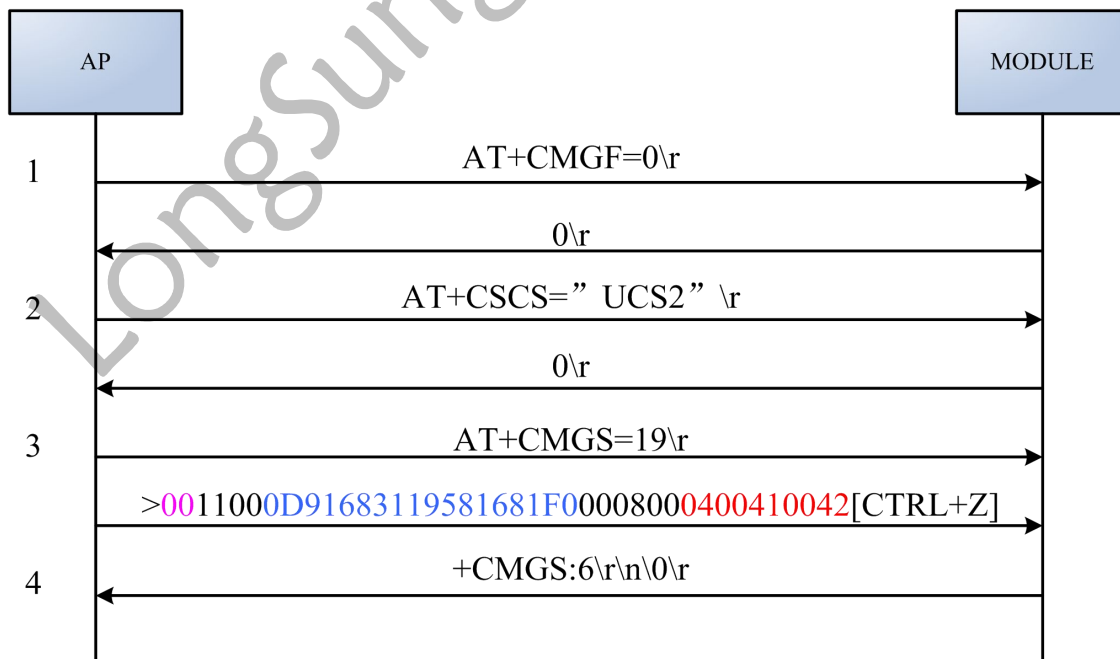 AP
MODULE
1
AT+CMGF=0\r
0\r
2
AT+CSCS=” UCS2” \r
0\r
3
AT+CMGS=19\r
>0011000D91683119581681F00008000400410042[CTRL+Z]
4
+CMGS:6\r\n\0\r
LongSung